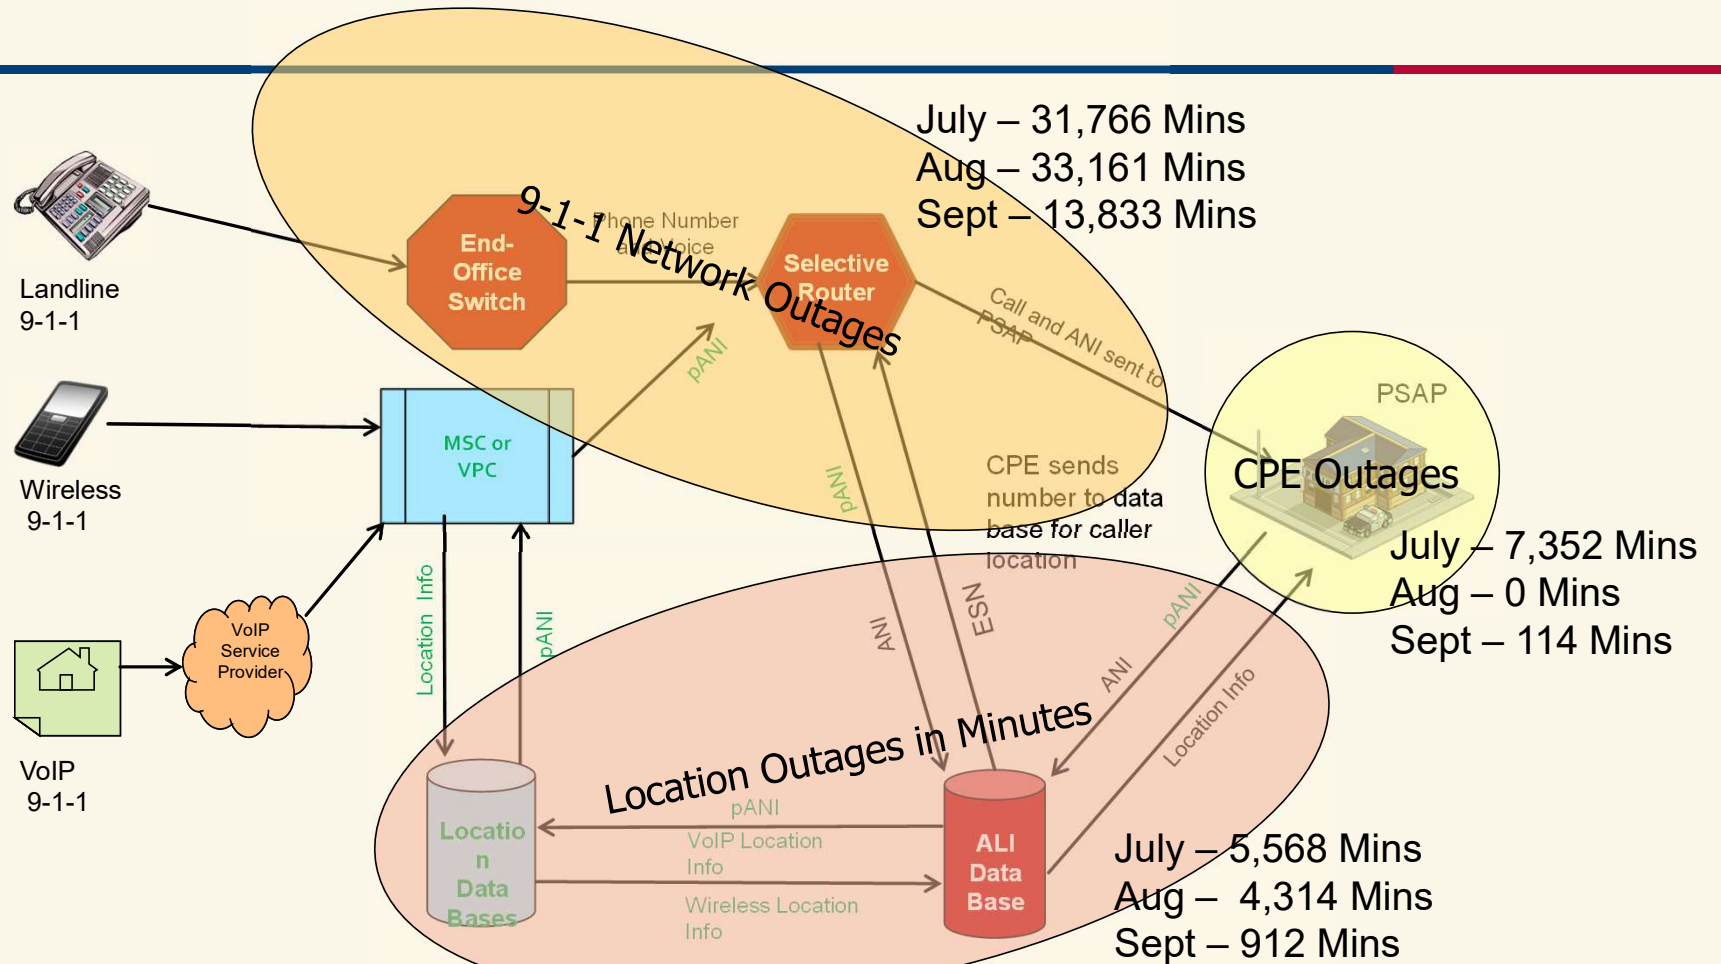 July – 31,766 Mins
Aug – 33,161 Mins
Sept – 13,833 Mins
Landline
9-1-1
End-
Office
Switch
Phone Number
and Voice
9-1-1 Network Outages
Selective
Router
Call and ANI sent to
PSAP
pANI
PSAP
CPE Outages
July – 7,352 Mins
Aug – 0 Mins
Sept – 114 Mins
Wireless
9-1-1
MSC or
VPC
pANI
CPE sends
number to data
base for caller
location
Location Info
pANI
ANI
ESN
pANI
ANI
Location Info
VoIP
Service
Provider
VoIP
9-1-1
Location Outages in Minutes
Locatio
n
Data
Bases
pANI
VoIP Location
Info
Wireless Location
Info
ALI
Data
Base
July – 5,568 Mins
Aug – 4,314 Mins
Sept – 912 Mins